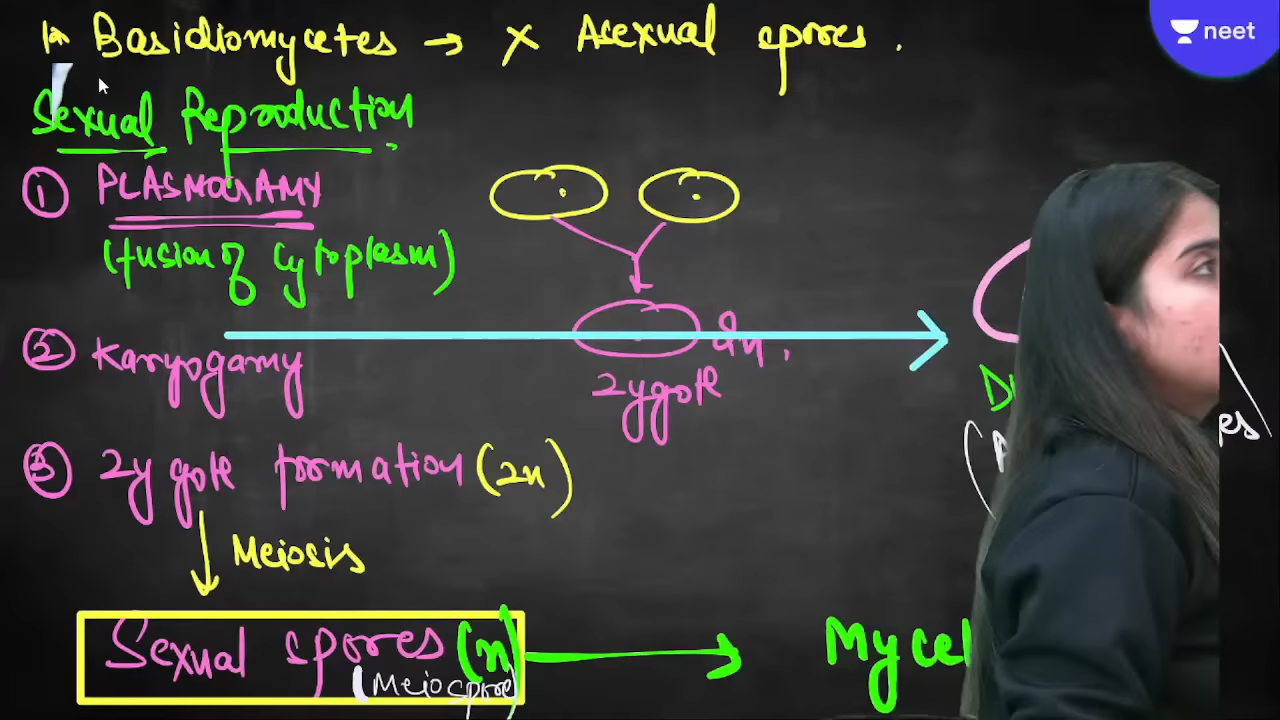 Basidiomycetes → × Asexual spores.
neet
Sexual Reproduction
① PLASMOGAMY
(fusion of cytoplasm)
② Karyogamy
2n.
zygote
③ zygote formation (2n)
Meiosis
Sexual spores (n)
(Meiospore)